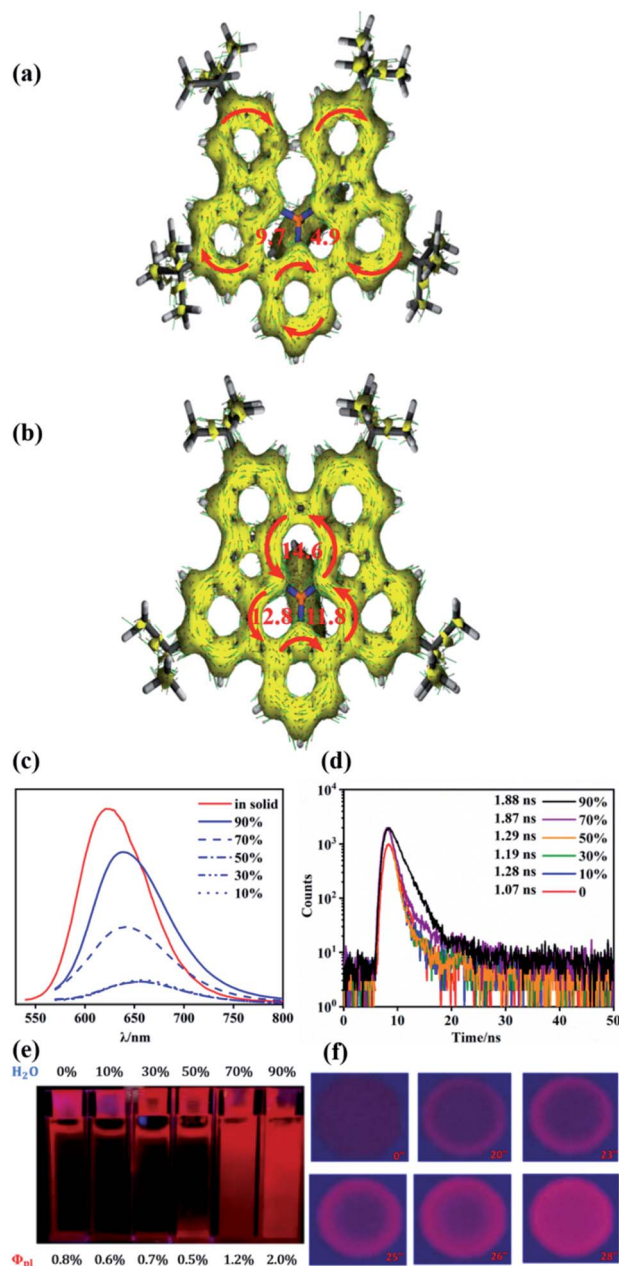 (a)
9.7 4.9
(b)
14.6
12.8 11.8
(c)
in solid
90%
70%
50%
30%
10%
550 600 650 700 750 800
λ/nm
(d)
10⁴
10³
10²
10¹
10⁰
Counts
1.88 ns 90%
1.87 ns 70%
1.29 ns 50%
1.19 ns 30%
1.28 ns 10%
1.07 ns 0
0 10 20 30 40 50
Time/ns
(e)
H₂O 0% 10% 30% 50% 70% 90%
Φpl 0.8% 0.6% 0.7% 0.5% 1.2% 2.0%
(f)
0" 20" 23"
25" 26" 28"